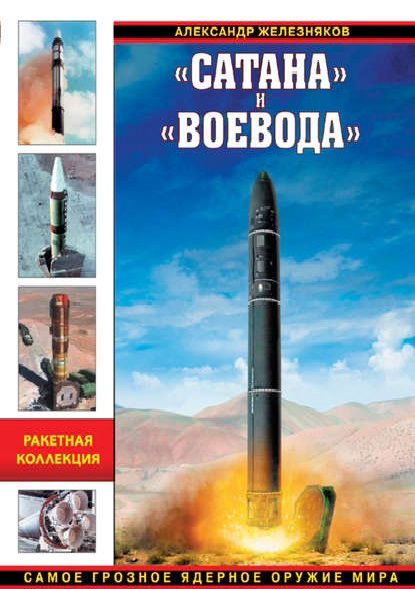 АЛЕКСАНДР ЖЕЛЕЗНЯКОВ
«САТАНА»
И
«ВОЕВОДА»
РАКЕТНАЯ
КОЛЛЕКЦИЯ
САМОЕ ГРОЗНОЕ ЯДЕРНОЕ ОРУЖИЕ МИРА